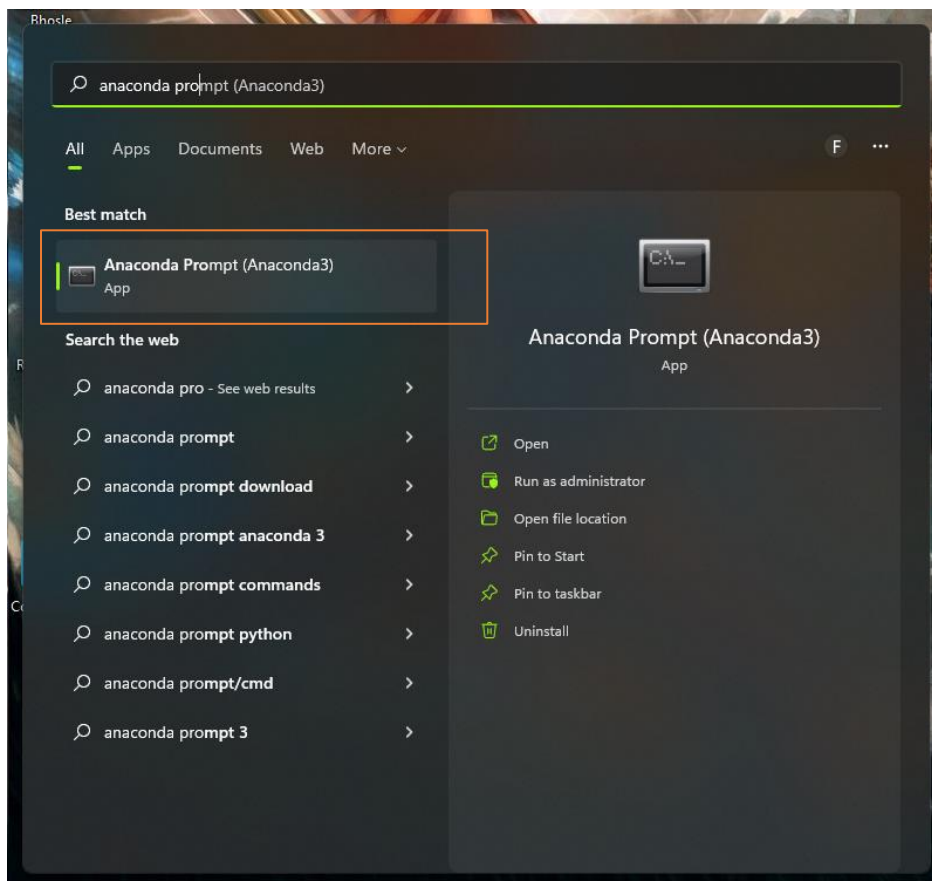 Bhosle
anaconda prompt (Anaconda3)
All Apps Documents Web More
F
Best match
Anaconda Prompt (Anaconda3)
App
Search the web
anaconda pro - See web results
anaconda prompt
anaconda prompt download
anaconda prompt anaconda 3
anaconda prompt commands
anaconda prompt python
anaconda prompt/cmd
anaconda prompt 3
C:\_
Anaconda Prompt (Anaconda3)
App
Open
Run as administrator
Open file location
Pin to Start
Pin to taskbar
Uninstall
R
Co